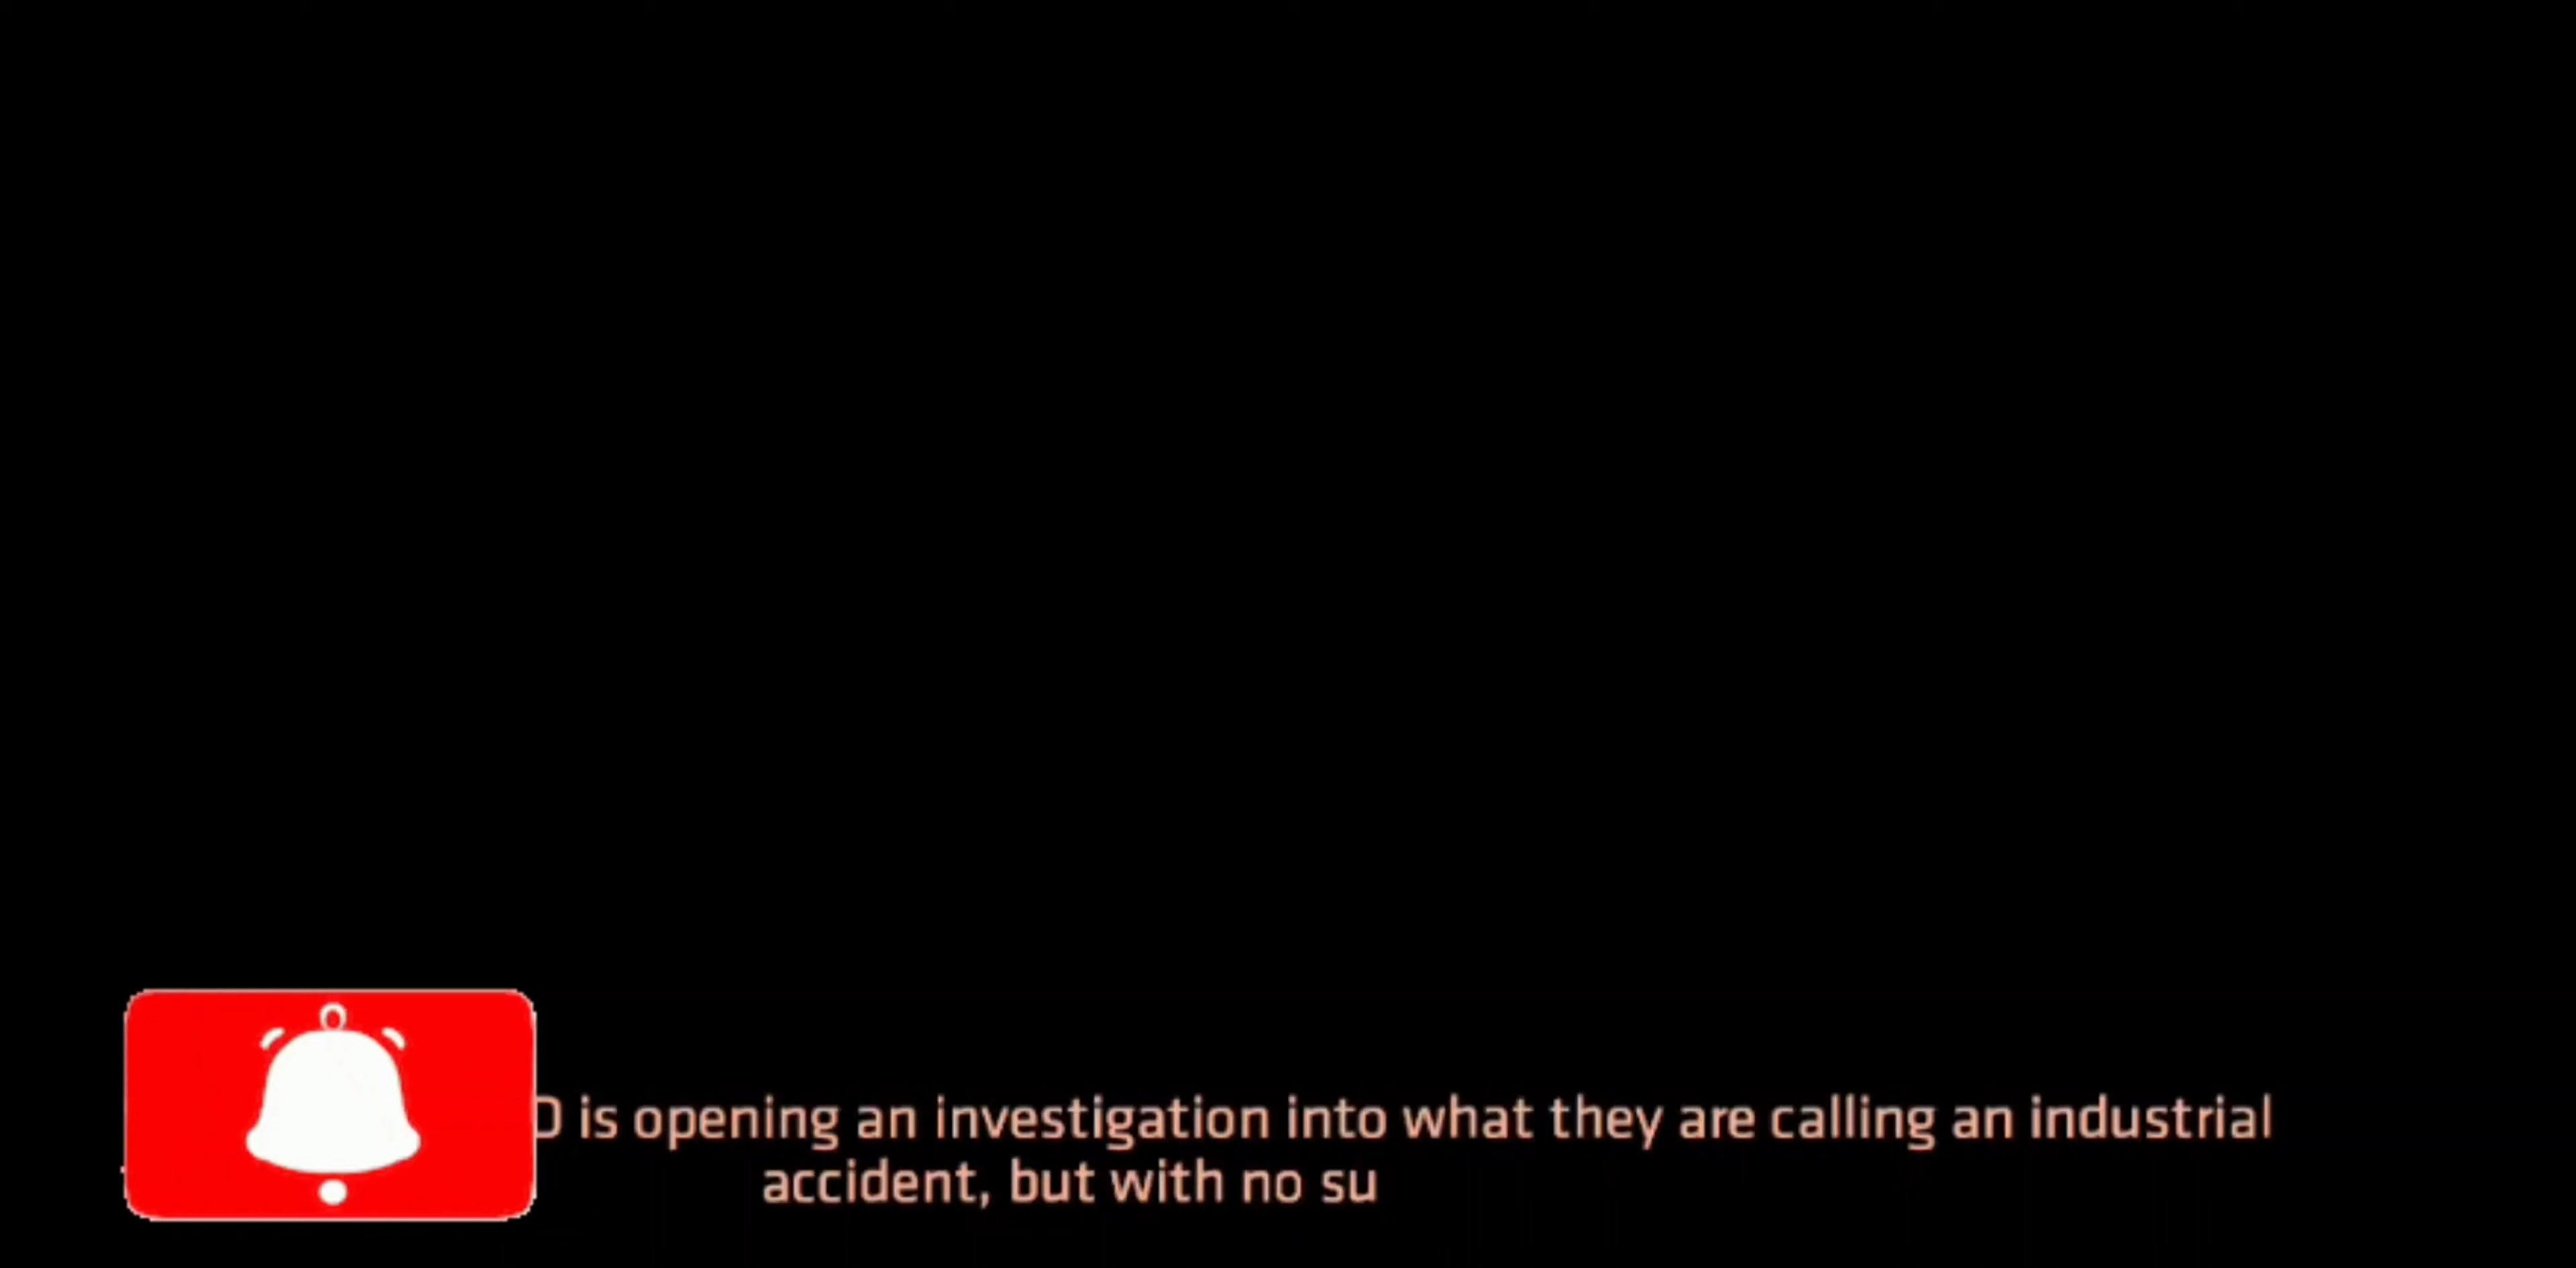 is opening an investigation into what they are calling an industrial
accident, but with no su